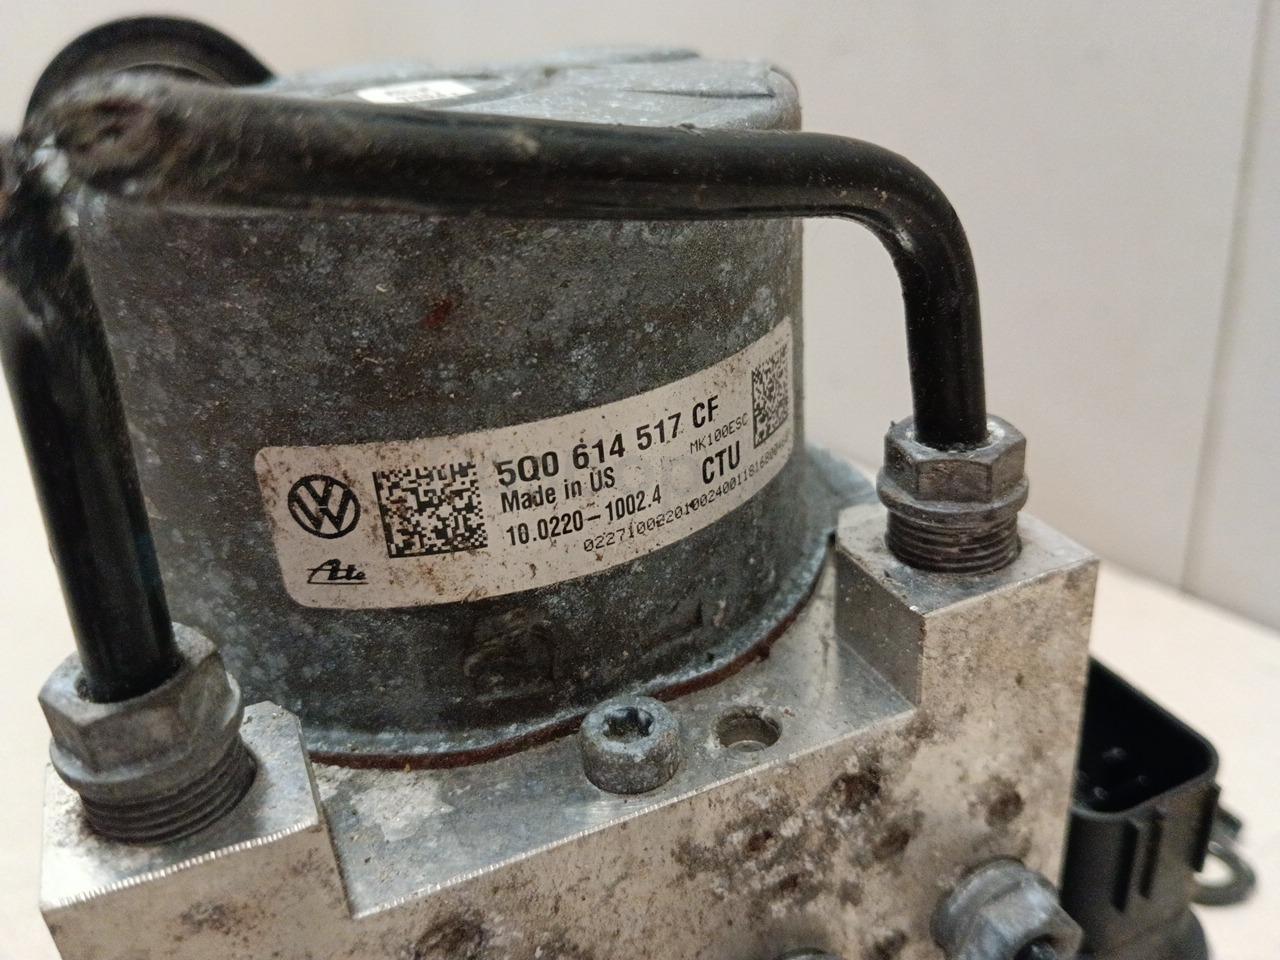 5Q0 614 517 CF
Made in US
MK100ESC
10.0220-1002.4
CTU
Ate